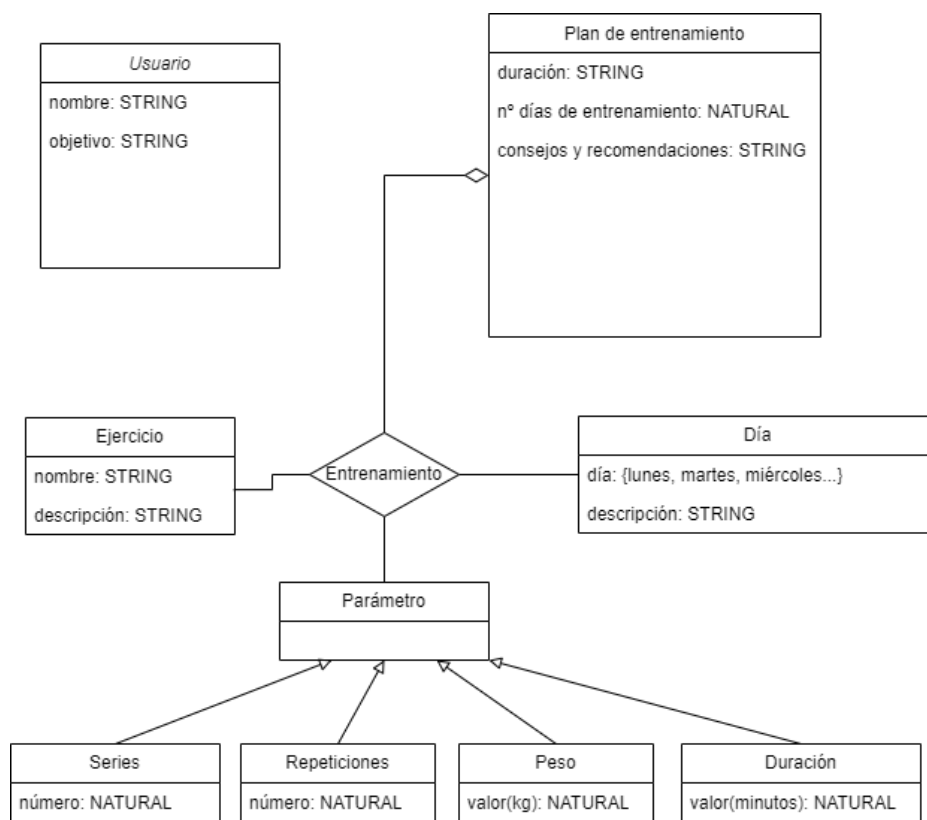 Usuario
nombre: STRING
objetivo: STRING
Plan de entrenamiento
duración: STRING
nº días de entrenamiento: NATURAL
consejos y recomendaciones: STRING
Ejercicio
nombre: STRING
descripción: STRING
Entrenamiento
Día
día: {lunes, martes, miércoles...}
descripción: STRING
Parámetro
Series
número: NATURAL
Repeticiones
número: NATURAL
Peso
valor(kg): NATURAL
Duración
valor(minutos): NATURAL